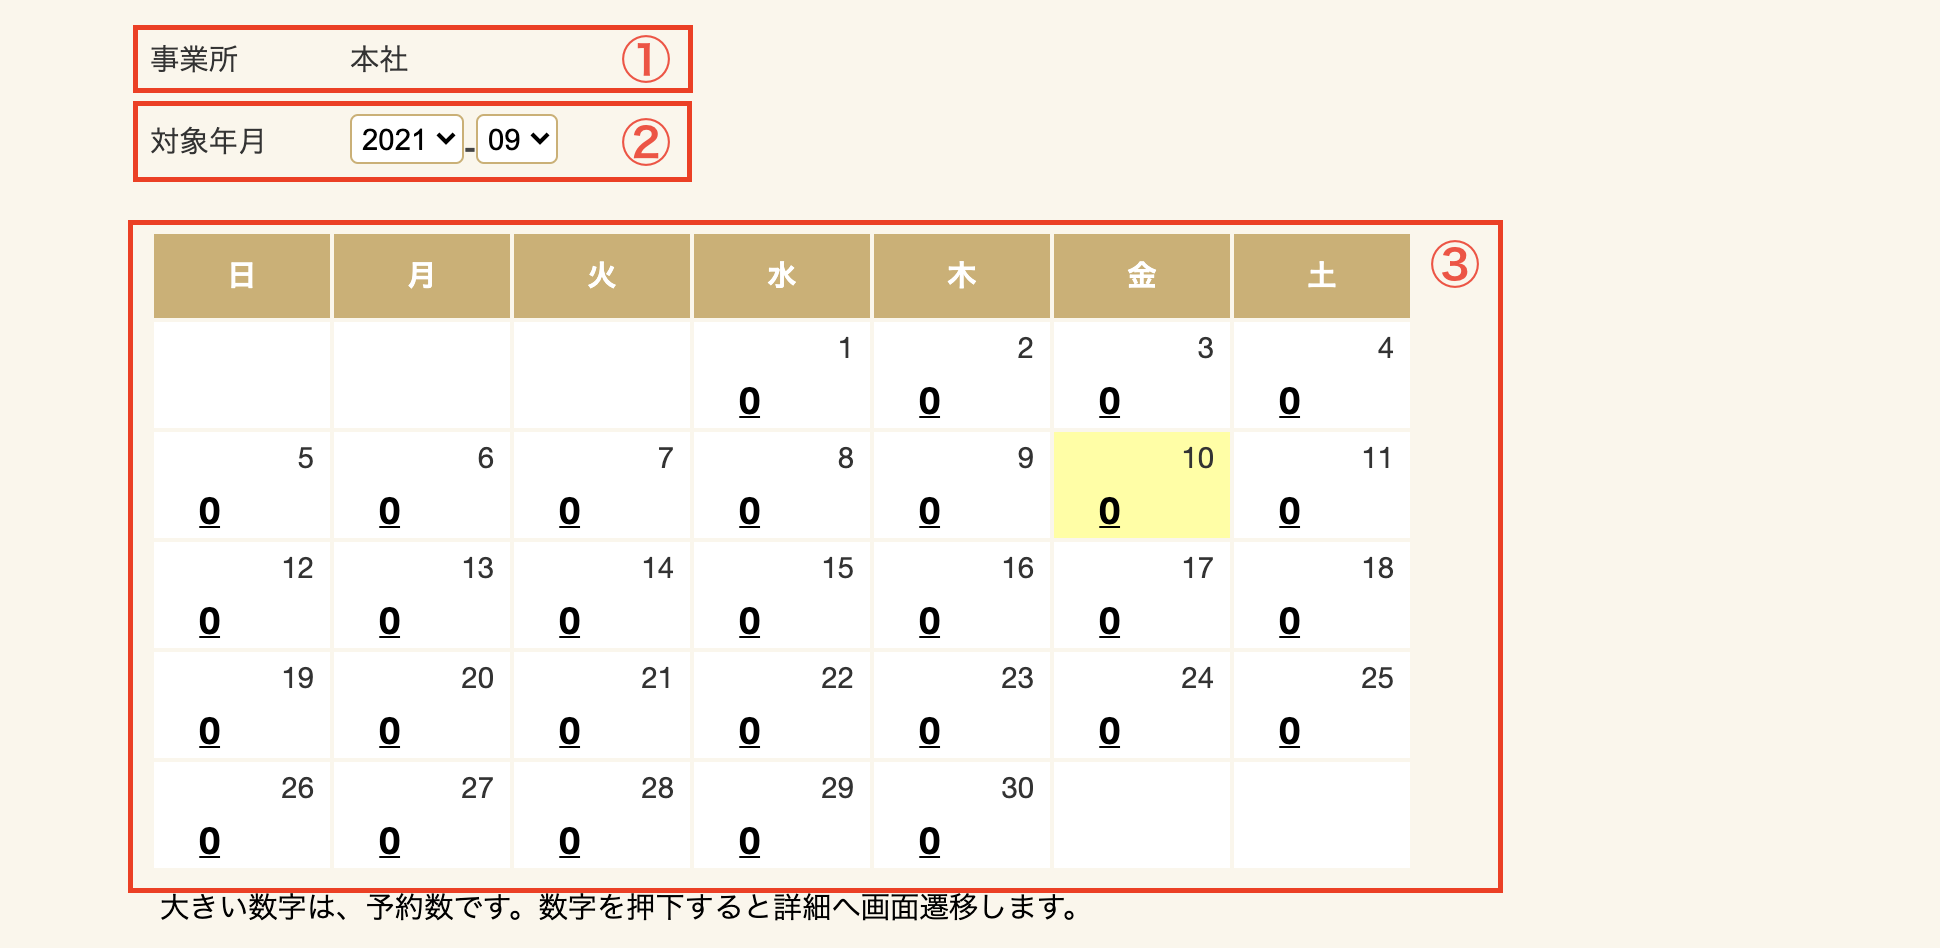 事業所 本社 ①
対象年月 2021 - 09 ②
日 月 火 水 木 金 土 ③
1 2 3 4
0 0 0 0
5 6 7 8 9 10 11
0 0 0 0 0 0 0
12 13 14 15 16 17 18
0 0 0 0 0 0 0
19 20 21 22 23 24 25
0 0 0 0 0 0 0
26 27 28 29 30
0 0 0 0 0
大きい数字は、予約数です。数字を押下すると詳細へ画面遷移します。